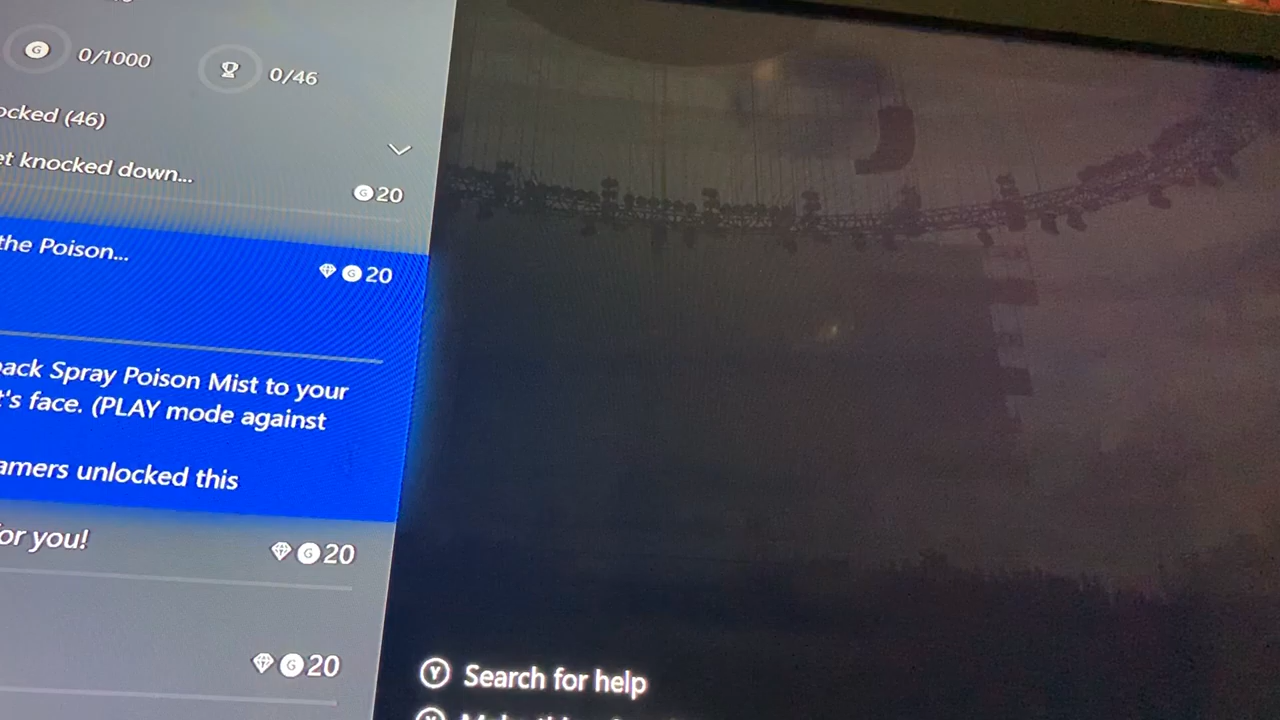 0/1000
0/46
ocked (46)
et knocked down...
G 20
the Poison...
G 20
pack Spray Poison Mist to your
t's face. (PLAY mode against
amers unlocked this
or you!
G 20
G 20
Y Search for help